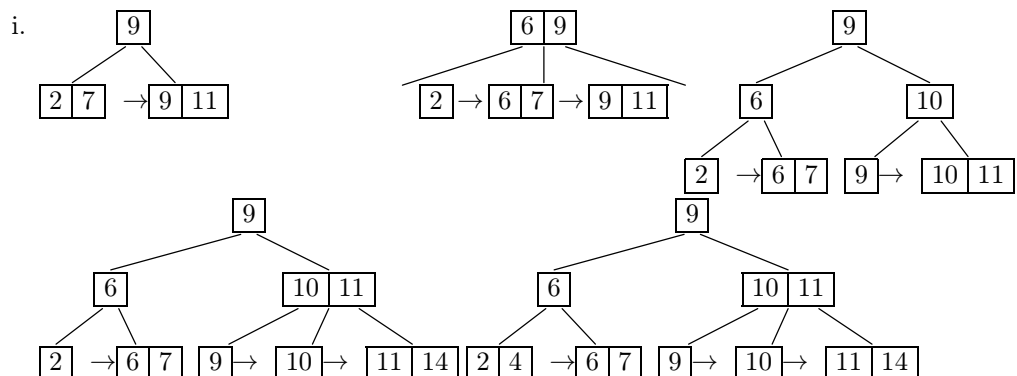 i. 9 6 9 9
2 7 → 9 11 2 → 6 7 → 9 11 6 10
2 → 6 7 9 → 10 11
9 9
6 10 11 6 10 11
2 → 6 7 9 → 10 → 11 14 2 4 → 6 7 9 → 10 → 11 14